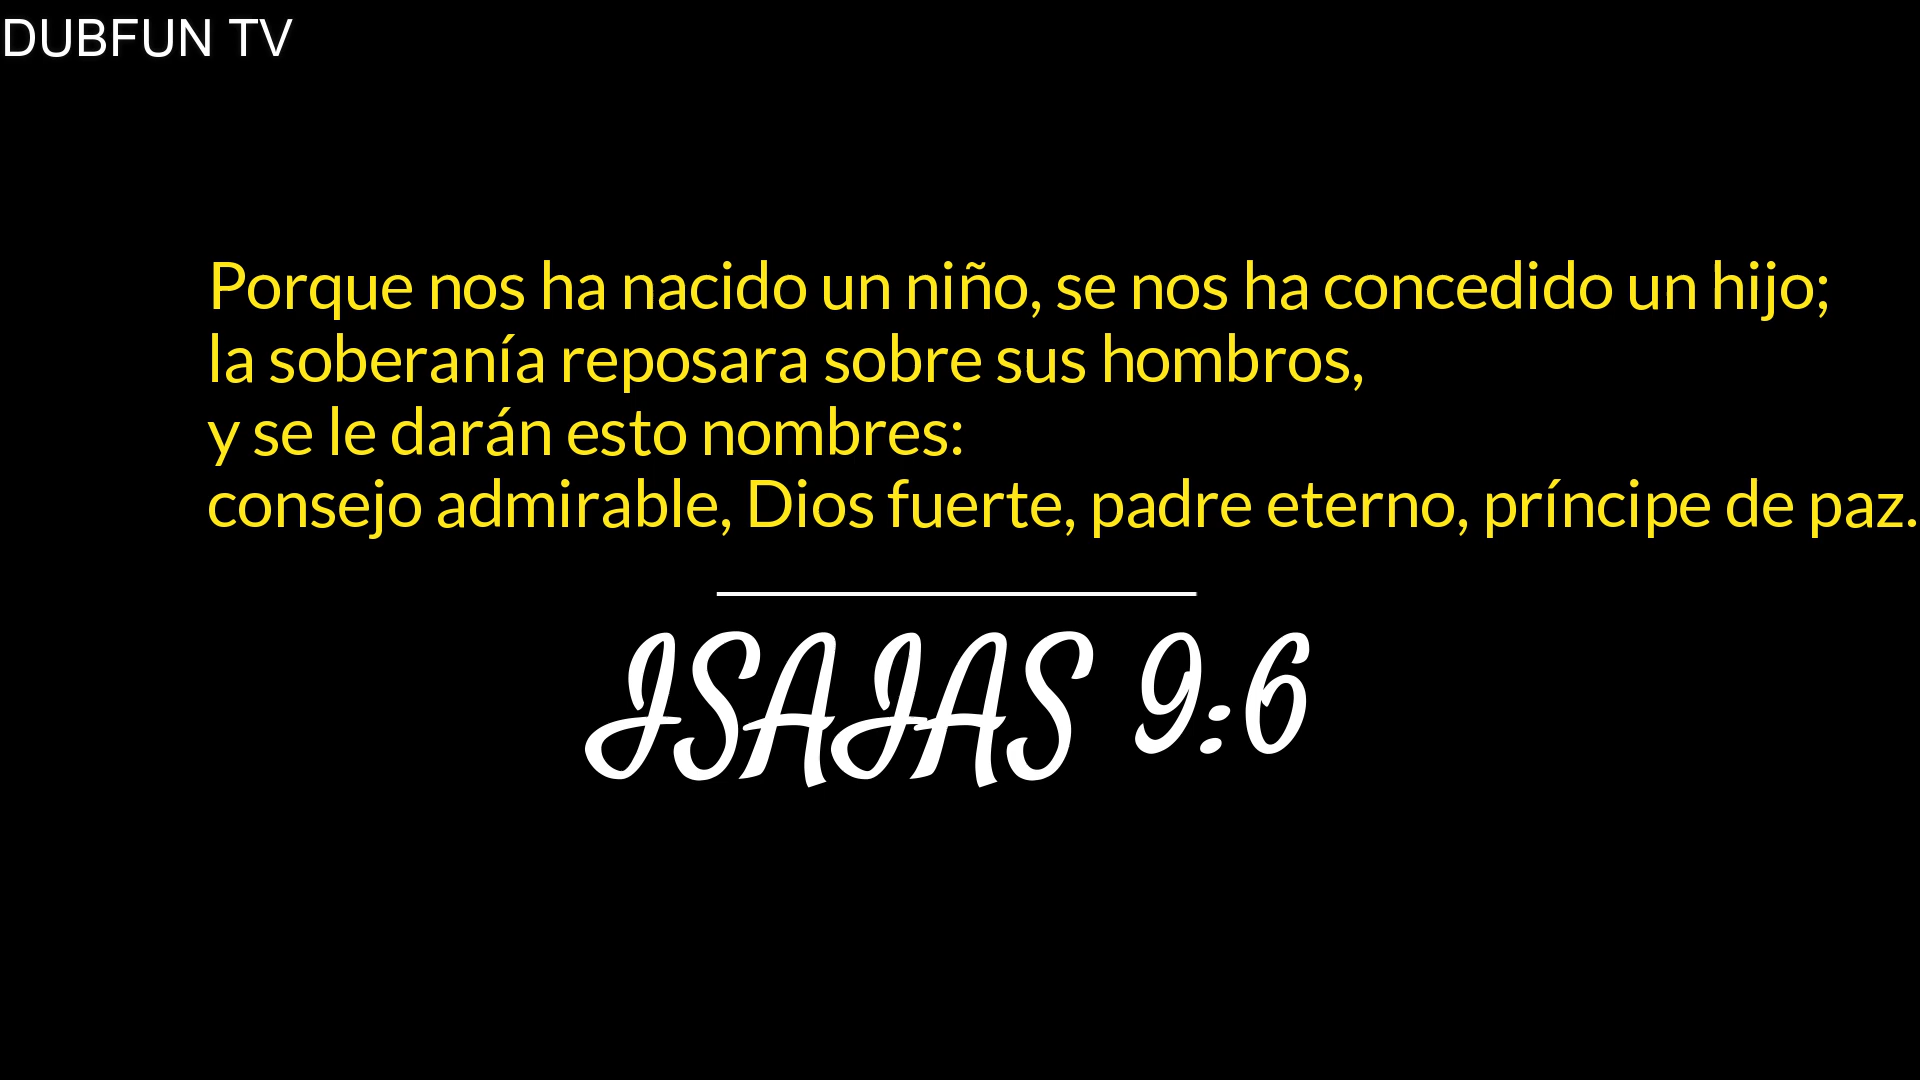 DUBFUN TV
Porque nos ha nacido un niño, se nos ha concedido un hijo;
la soberanía reposara sobre sus hombros,
y se le darán esto nombres:
consejo admirable, Dios fuerte, padre eterno, príncipe de paz.
ISAIAS 9:6